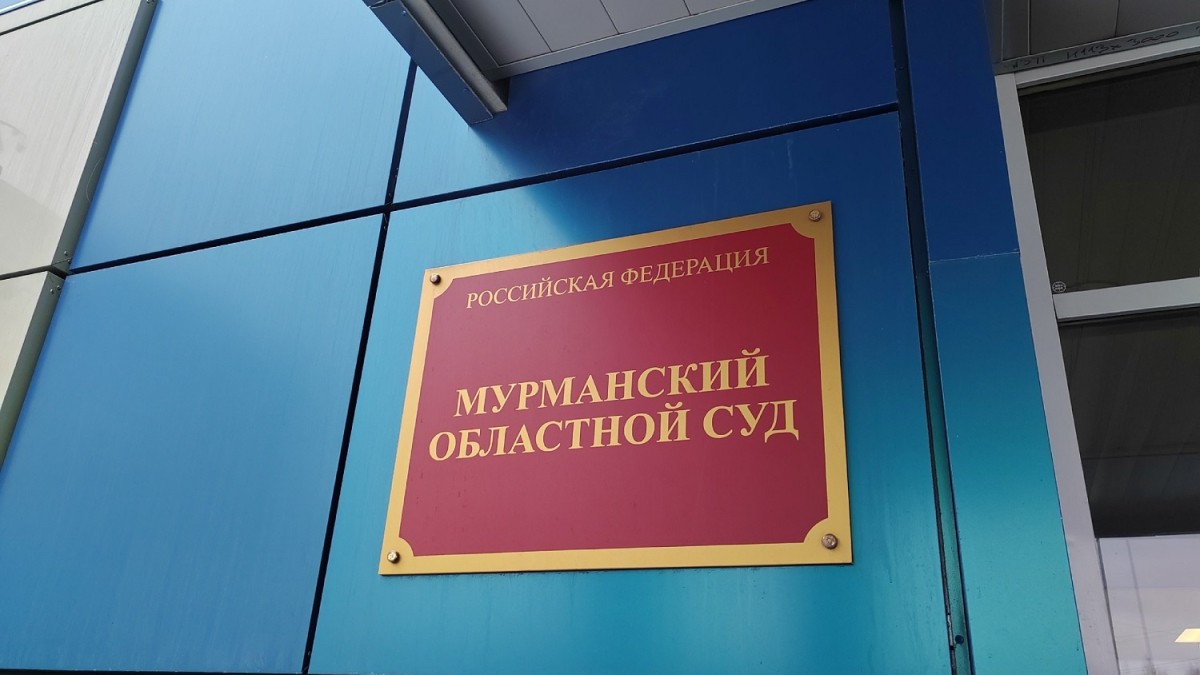 РОССИЙСКАЯ ФЕДЕРАЦИЯ
МУРМАНСКИЙ
ОБЛАСТНОЙ СУД